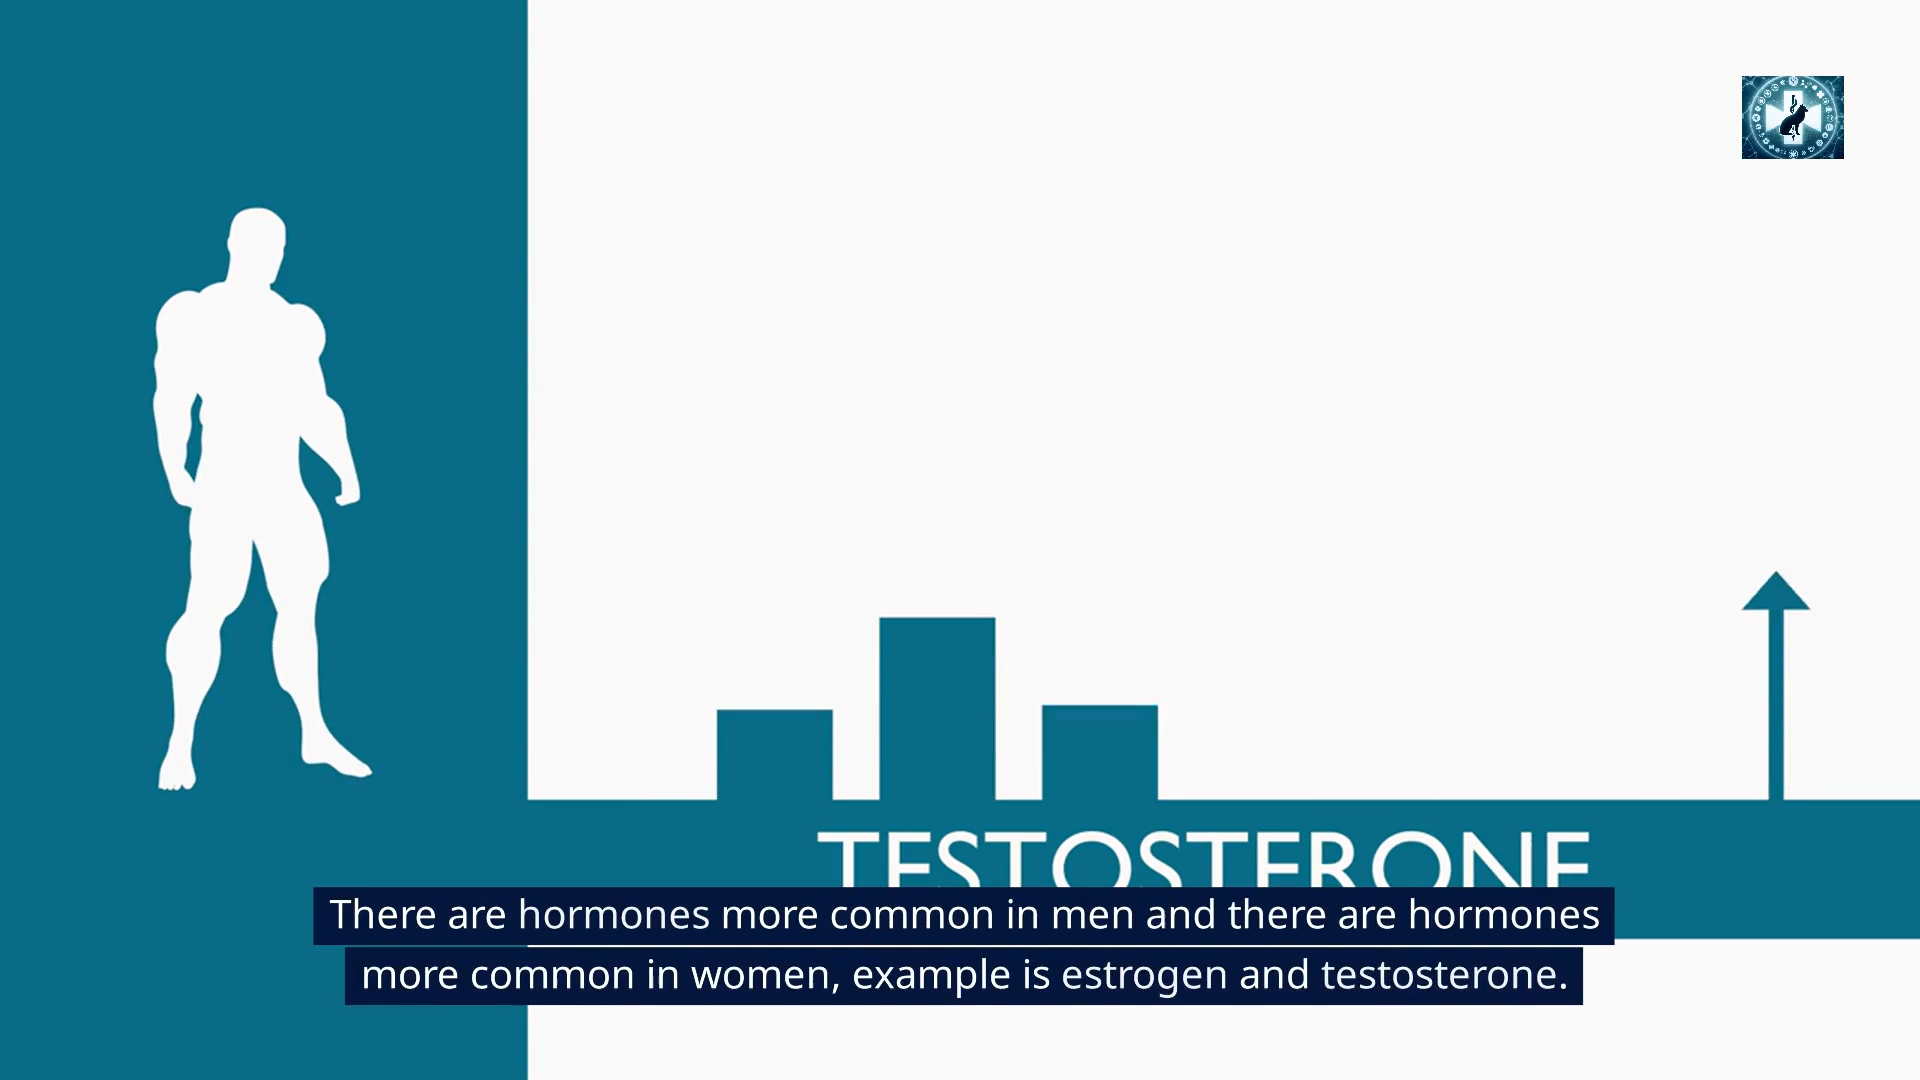 TESTOSTERONE
There are hormones more common in men and there are hormones
more common in women, example is estrogen and testosterone.